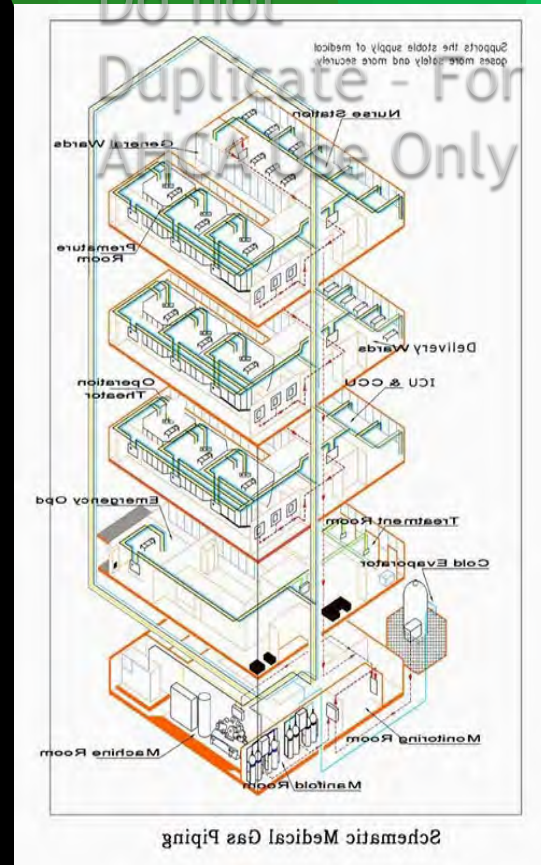 Do not
Duplicate - For
AHCA Use Only
Supports the stable supply of medical
gases more safely and more securely
Nurse Station
General Wards
Premature
Room
Delivery Wards
Operation
Theator
ICU & CCU
Emergency Opd
Treatment Room
Cold Evaporator
Monitoring Room
Machine Room
Manifold Room
Schematic Medical Gas Piping